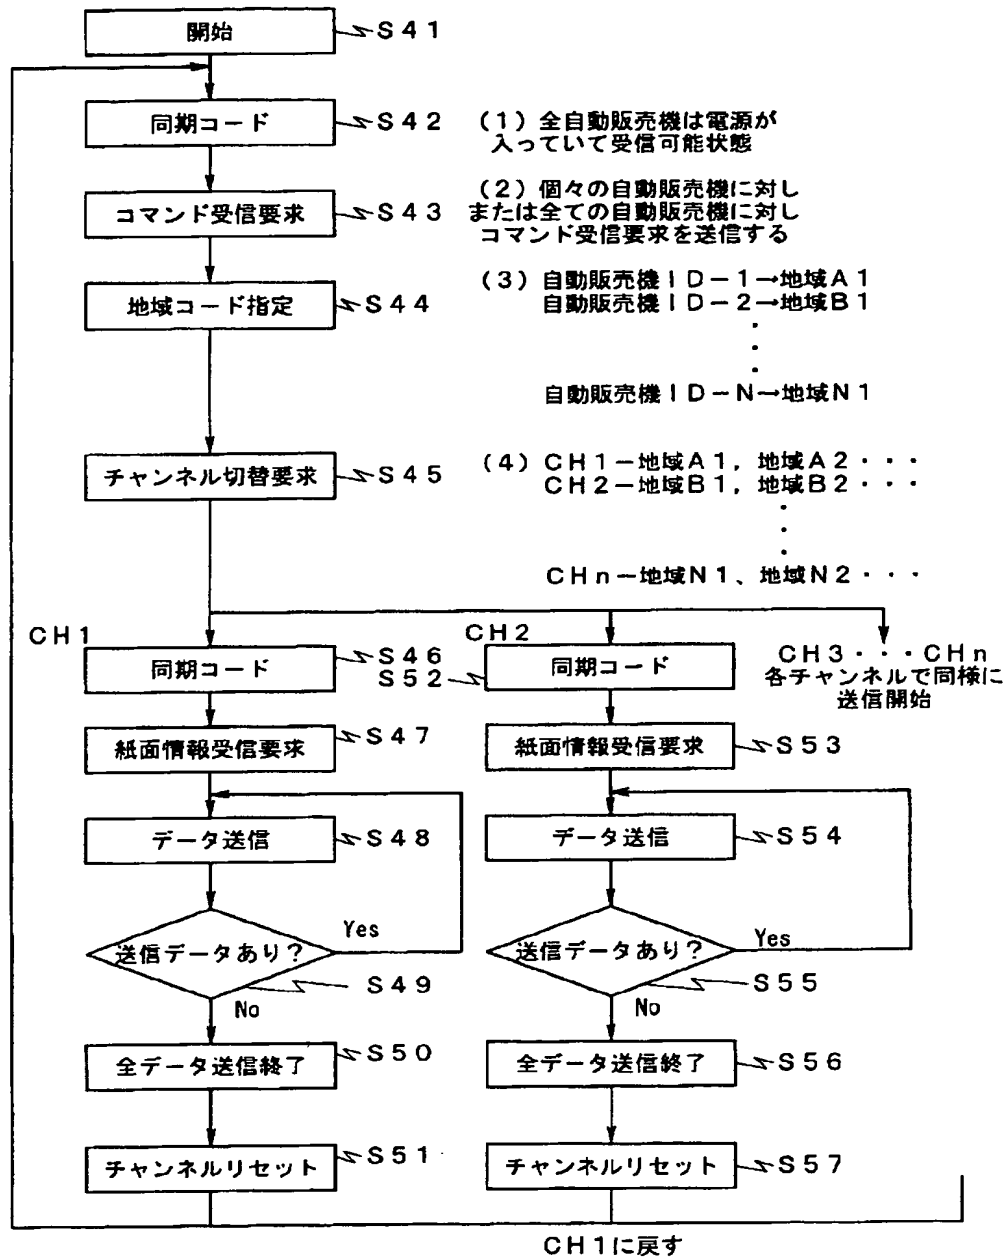 開始
S41
同期コード
S42
(1)全自動販売機は電源が
入っていて受信可能状態
コマンド受信要求
S43
(2)個々の自動販売機に対し
または全ての自動販売機に対し
コマンド受信要求を送信する
地域コード指定
S44
(3)自動販売機ID-1→地域A1
自動販売機ID-2→地域B1
・
・
・
自動販売機ID-N→地域N1
チャンネル切替要求
S45
(4)CH1-地域A1,地域A2・・・
CH2-地域B1,地域B2・・・
・
・
・
CHn-地域N1、地域N2・・・
CH1
同期コード
S46
紙面情報受信要求
S47
データ送信
S48
送信データあり?
Yes
S49
No
全データ送信終了
S50
チャンネルリセット
S51
CH2
S52
同期コード
紙面情報受信要求
S53
データ送信
S54
送信データあり?
Yes
S55
No
全データ送信終了
S56
チャンネルリセット
S57
CH3・・・CHn
各チャンネルで同様に
送信開始
CH1に戻す